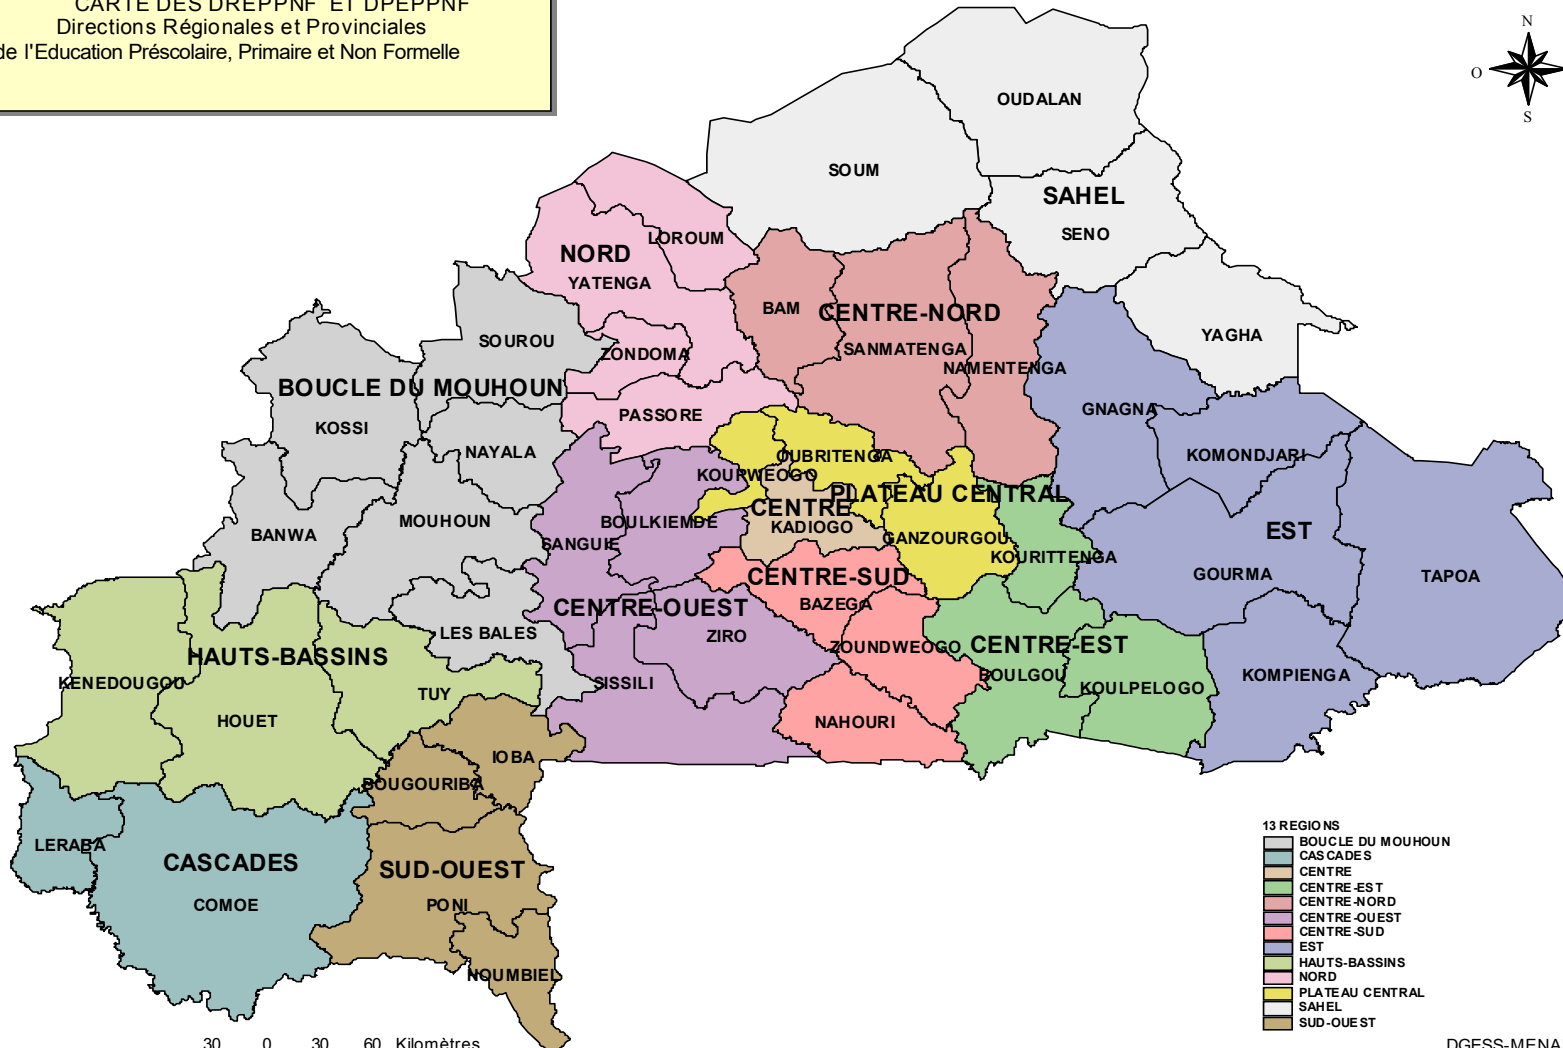 CARTE DES DREPPNF ET DPEPPNF
Directions Régionales et Provinciales
de l'Education Préscolaire, Primaire et Non Formelle
N
O
S
OUDALAN
SOUM
SAHEL
SENO
LOROUM
NORD
YATENGA
BAM
CENTRE-NORD
YAGHA
SOUROU
SANMATENGA
ZONDOMA
NAMENTENGA
BOUCLE DU MOUHOUN
GNAGNA
PASSORE
KOSSI
NAYALA
OUBRITENGA
KOMONDJARI
KOURWEOGO
PLATEAU CENTRAL
CENTRE
MOUHOUN
BOULKIEMDE
KADIOGO
EST
BANWA
GANZOURGOU
SANGUIE
KOURITTENGA
CENTRE-SUD
GOURMA
TAPOA
BAZEGA
CENTRE-OUEST
LES BALES
ZIRO
ZOUNDWEOGO
CENTRE-EST
HAUTS-BASSINS
BOULGOU
KOMPIENGA
KENEDOUGOU
SISSILI
KOULPELOGO
TUY
HOUET
NAHOURI
IOBA
BOUGOURIBA
LERABA
CASCADES
SUD-OUEST
COMOE
PONI
NOUMBIEL
13 REGIONS
BOUCLE DU MOUHOUN
CASCADES
CENTRE
CENTRE-EST
CENTRE-NORD
CENTRE-OUEST
CENTRE-SUD
EST
HAUTS-BASSINS
NORD
PLATEAU CENTRAL
SAHEL
SUD-OUEST
30 0 30 60 Kilomètres
DGESS-MENA